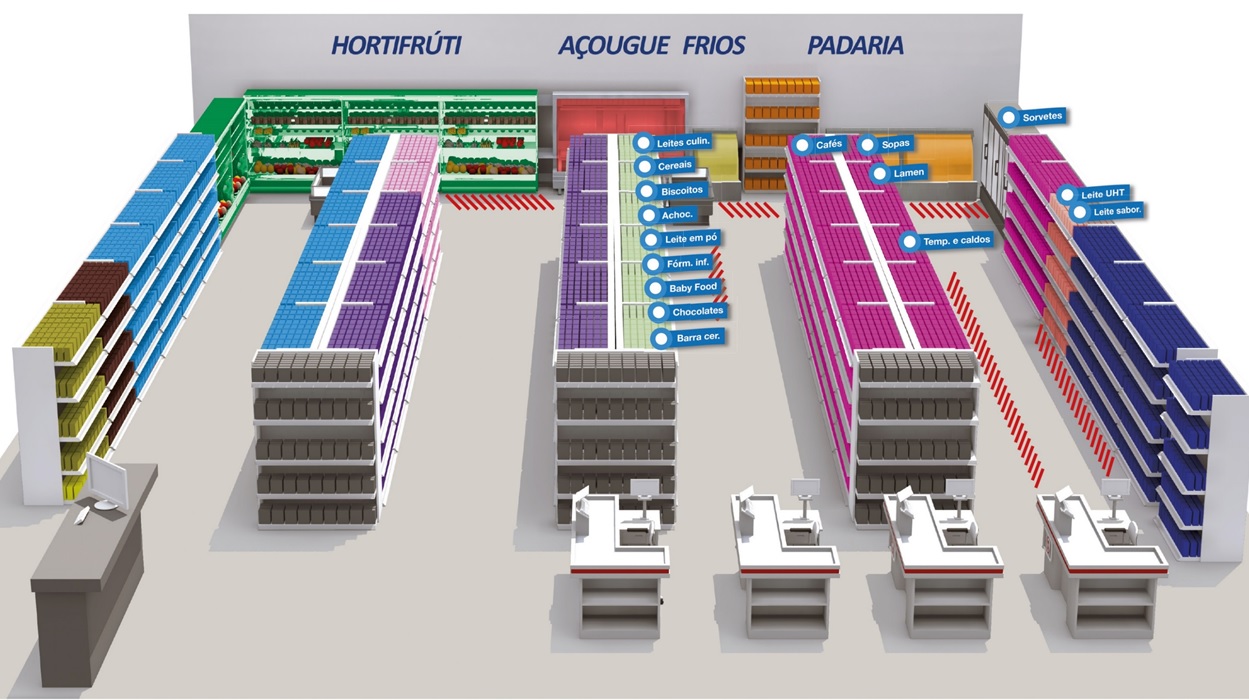 HORTIFRÚTI
AÇOUGUE
FRIOS
PADARIA
Sorvetes
Leites culin.
Cafés
Sopas
Cereais
Lamen
Biscoitos
Leite UHT
Achoc.
Leite sabor.
Leite em pó
Temp. e caldos
Fórm. inf.
Baby Food
Chocolates
Barra cer.